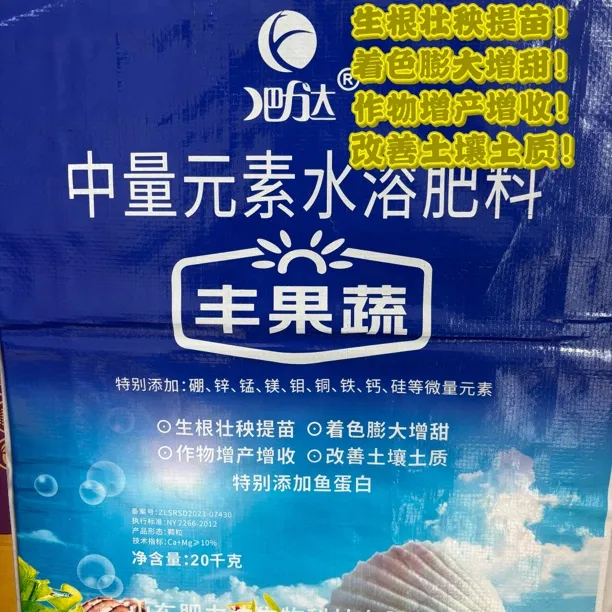 生根壮秧提苗！
着色膨大增甜！
作物增产增收！
改善土壤土质！
肥力达®
中量元素水溶肥料
丰果蔬
特别添加:硼、锌、锰、镁、钼、铜、铁、钙、硅等微量元素
⊙生根壮秧提苗 ⊙着色膨大增甜
⊙作物增产增收 ⊙改善土壤土质
特别添加鱼蛋白
执行标准:NY 2266-2012
产品形态:颗粒
技术指标:Ca+Mg≥10%
净含量:20千克